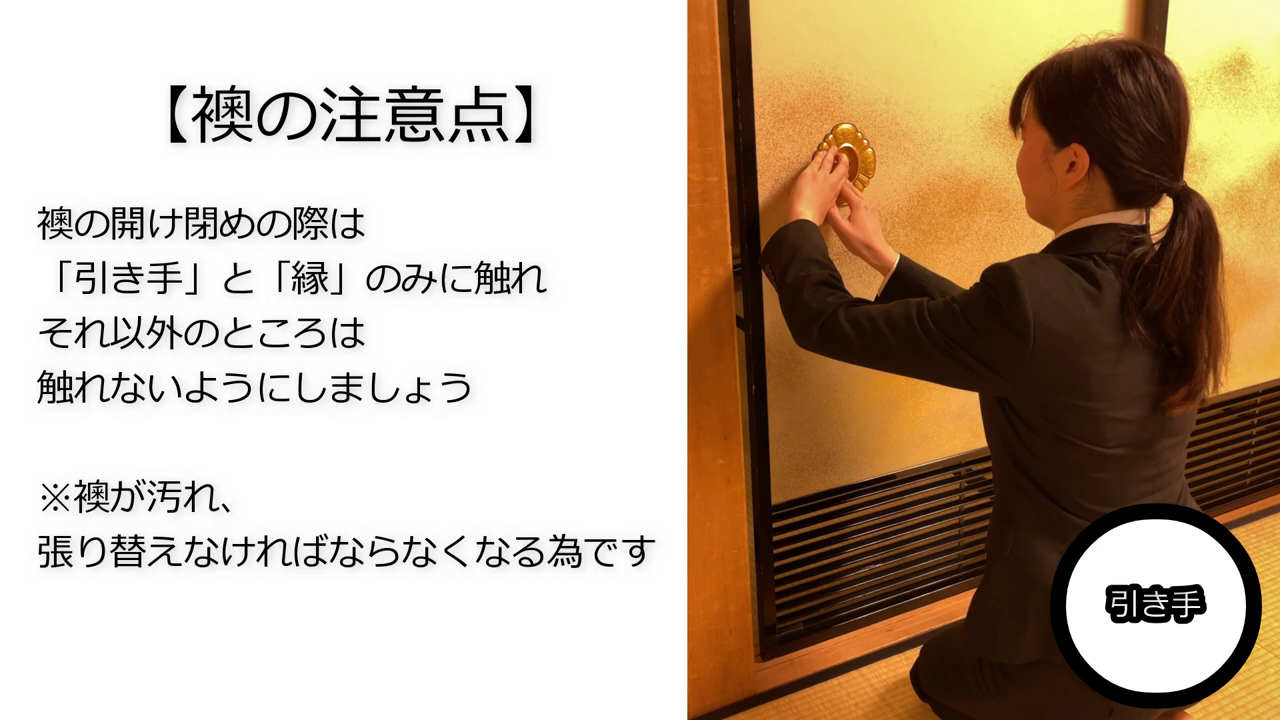 【襖の注意点】
襖の開け閉めの際は
「引き手」と「縁」のみに触れ
それ以外のところは
触れないようにしましょう
※襖が汚れ、
張り替えなければならなくなる為です
引き手